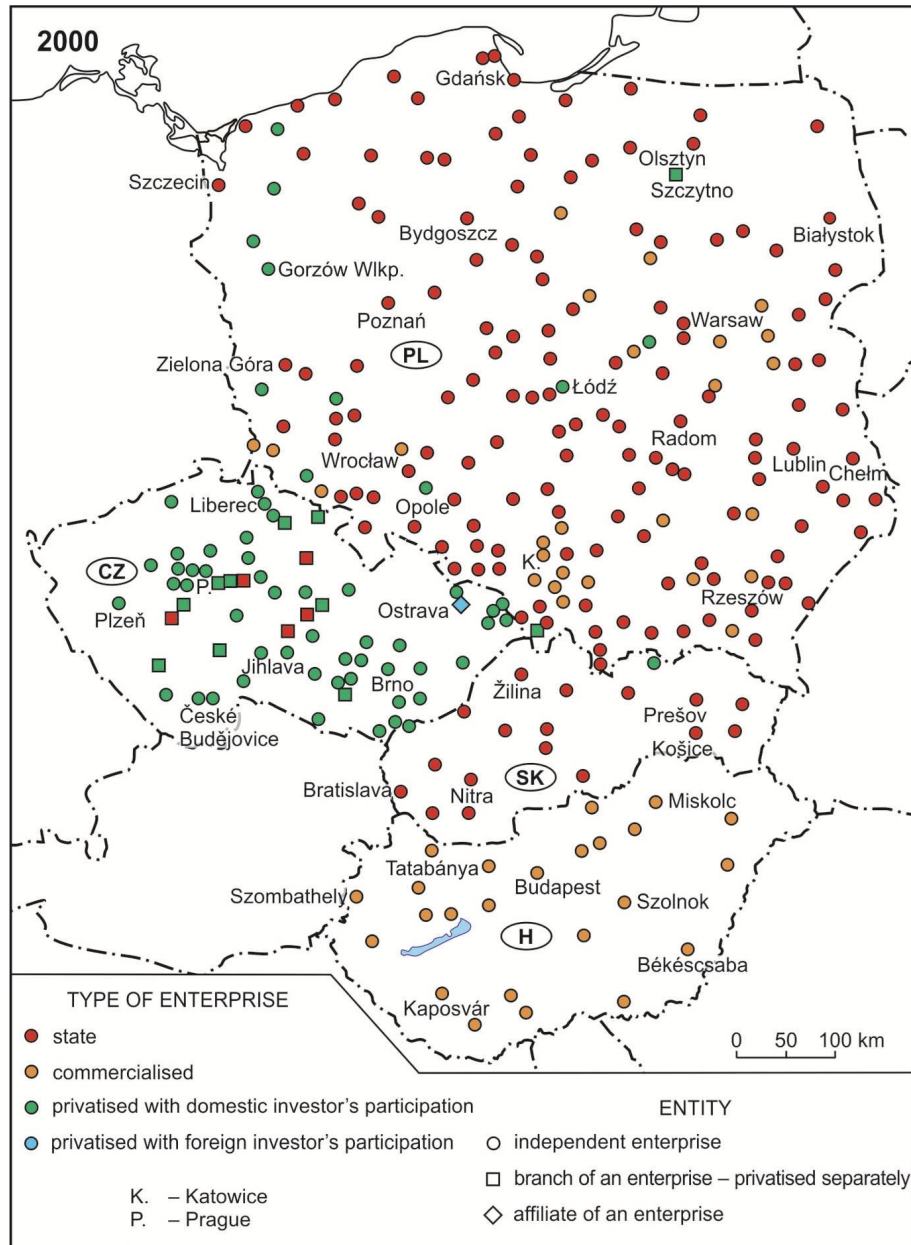 2000
Gdańsk
Olsztyn
Szczytno
Szczecin
Bydgoszcz
Białystok
Gorzów Wlkp.
Poznań
Warsaw
PL
Zielona Góra
Łódź
Radom
Wrocław
Lublin
Chełm
Liberec
Opole
K.
CZ
P.
Rzeszów
Plzeň
Ostrava
Jihlava
Brno
Žilina
České
Budějovice
Prešov
Košice
SK
Bratislava
Nitra
Miskolc
Tatabánya
Budapest
Szombathely
Szolnok
H
Békéscsaba
Kaposvár
TYPE OF ENTERPRISE
state
commercialised
privatised with domestic investor's participation
privatised with foreign investor's participation
K. – Katowice
P. – Prague
0 50 100 km
ENTITY
independent enterprise
branch of an enterprise – privatised separately
affiliate of an enterprise